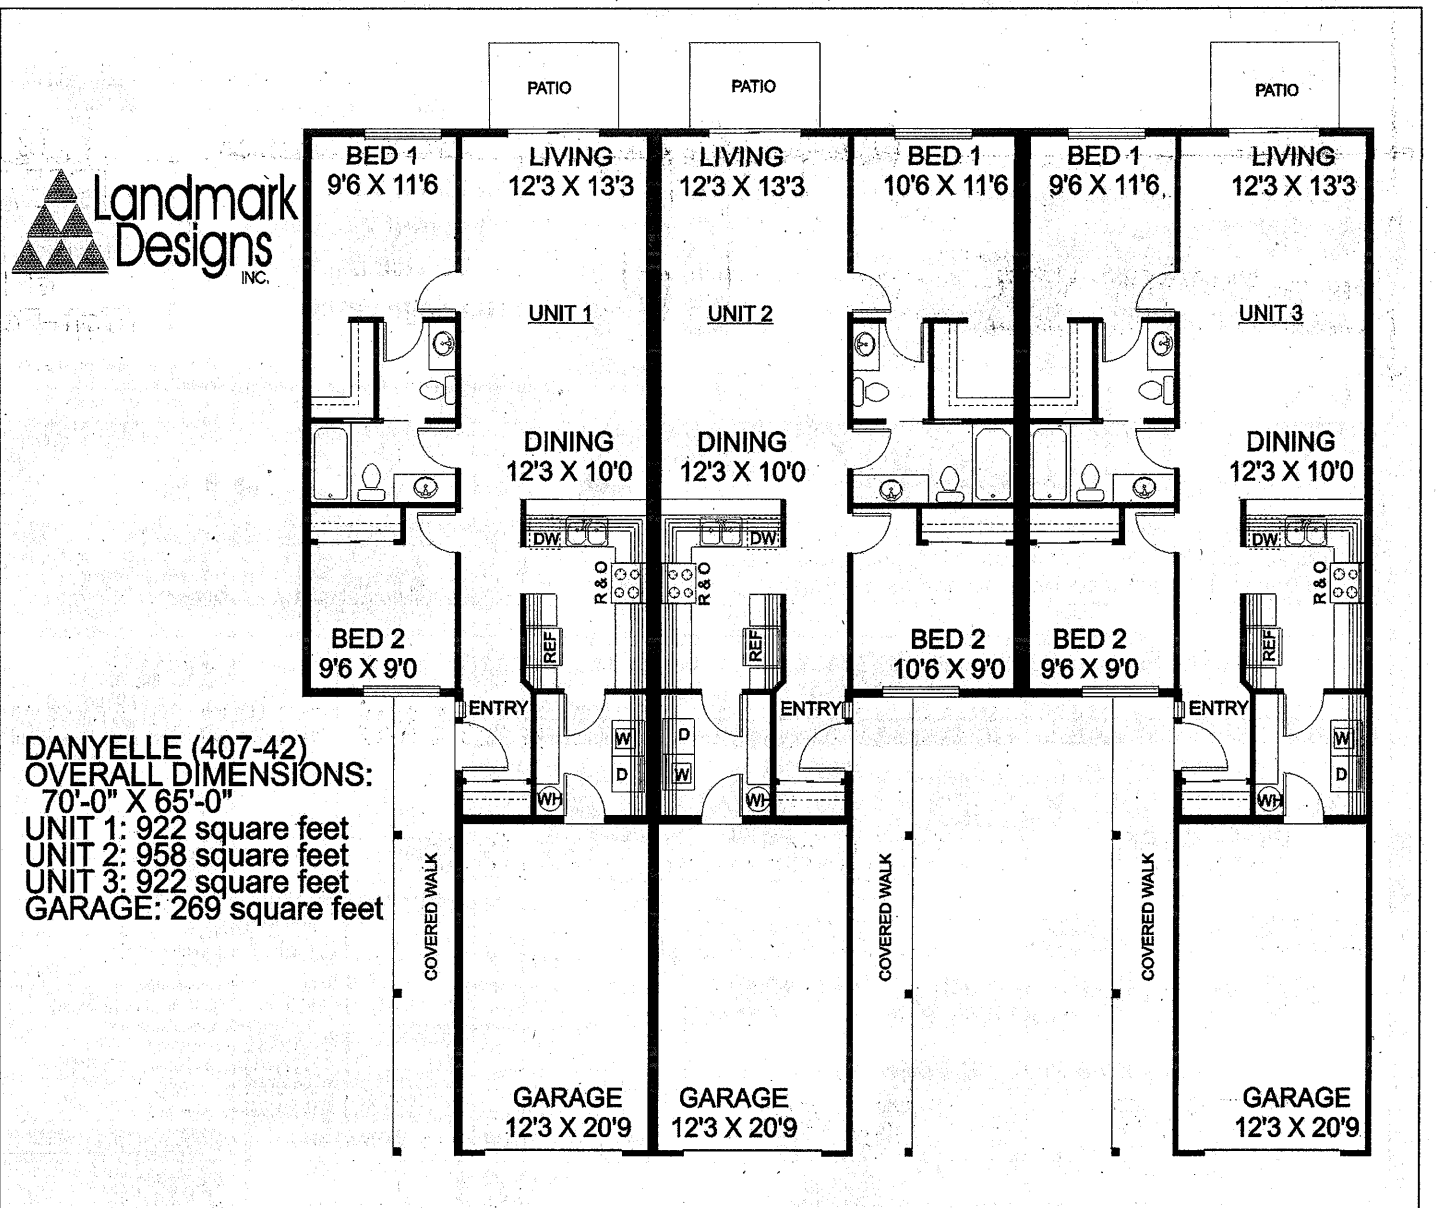 PATIO
PATIO
PATIO
Landmark
Designs
INC.
BED 1
9'6 X 11'6
LIVING
12'3 X 13'3
LIVING
12'3 X 13'3
BED 1
10'6 X 11'6
BED 1
9'6 X 11'6
LIVING
12'3 X 13'3
UNIT 1
UNIT 2
UNIT 3
DINING
12'3 X 10'0
DINING
12'3 X 10'0
DINING
12'3 X 10'0
DW
DW
DW
R & O
R & O
R & O
REF
REF
REF
BED 2
9'6 X 9'0
BED 2
10'6 X 9'0
BED 2
9'6 X 9'0
ENTRY
ENTRY
ENTRY
W
D
WH
D
W
WH
W
D
WH
DANYELLE (407-42)
OVERALL DIMENSIONS:
70'-0" X 65'-0"
UNIT 1: 922 square feet
UNIT 2: 958 square feet
UNIT 3: 922 square feet
GARAGE: 269 square feet
COVERED WALK
COVERED WALK
COVERED WALK
GARAGE
12'3 X 20'9
GARAGE
12'3 X 20'9
GARAGE
12'3 X 20'9